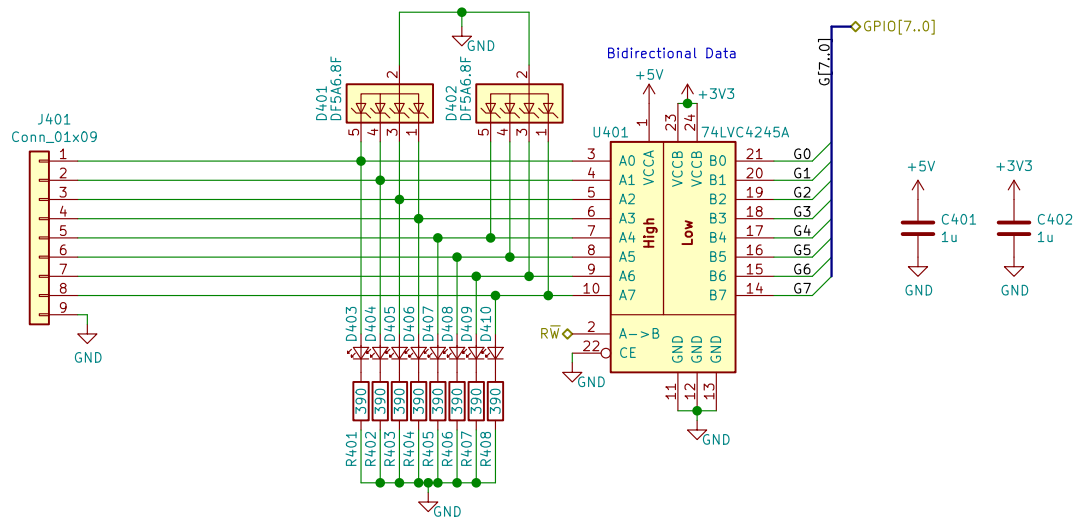 GPIO[7..0]
G[7..0]
GND
Bidirectional Data
+5V
+3V3
D401
DF5A6.8F
2
5
4
3
1
D402
DF5A6.8F
2
5
4
3
1
J401
Conn_01x09
1
2
3
4
5
6
7
8
9
GND
U401
74LVC4245A
1
23
24
VCCA
VCCB
VCCB
High
Low
3 A0
4 A1
5 A2
6 A3
7 A4
8 A5
9 A6
10 A7
B0 21 G0
B1 20 G1
B2 19 G2
B3 18 G3
B4 17 G4
B5 16 G5
B6 15 G6
B7 14 G7
RW̅ 2 A->B
22 CE
GND
GND
GND
GND
11
12
13
GND
+5V
C401
1u
GND
+3V3
C402
1u
GND
D403
D404
D405
D406
D407
D408
D409
D410
390
390
390
390
390
390
390
390
R401
R402
R403
R404
R405
R406
R407
R408
GND